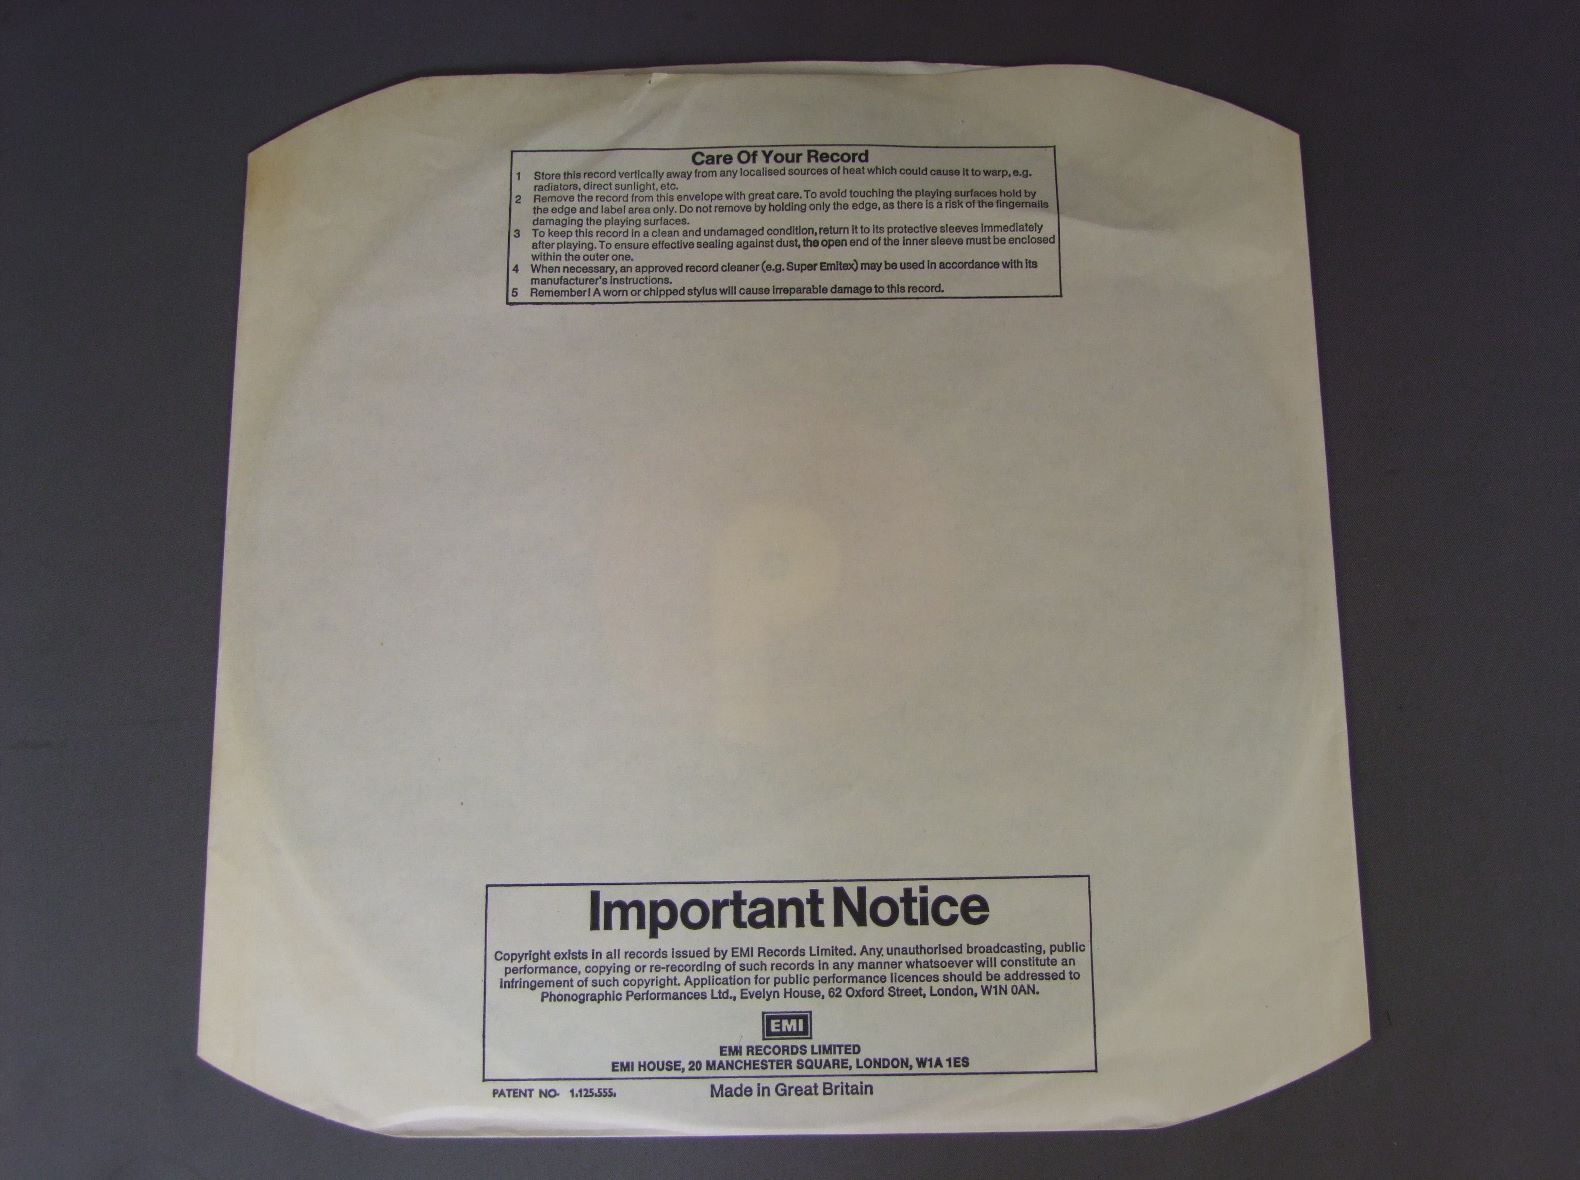 Care Of Your Record
1 Store this record vertically away from any localised sources of heat which could cause it to warp, e.g.
radiators, direct sunlight, etc.
2 Remove the record from this envelope with great care. To avoid touching the playing surfaces hold by
the edge and label area only. Do not remove by holding only the edge, as there is a risk of the fingernails
damaging the playing surfaces.
3 To keep this record in a clean and undamaged condition, return it to its protective sleeves immediately
after playing. To ensure effective sealing against dust, the open end of the inner sleeve must be enclosed
within the outer one.
4 When necessary, an approved record cleaner (e.g. Super Emitex) may be used in accordance with its
manufacturer's instructions.
5 Remember! A worn or chipped stylus will cause irreparable damage to this record.
Important Notice
Copyright exists in all records issued by EMI Records Limited. Any unauthorised broadcasting, public
performance, copying or re-recording of such records in any manner whatsoever will constitute an
infringement of such copyright. Application for public performance licences should be addressed to
Phonographic Performances Ltd., Evelyn House, 62 Oxford Street, London, W1N 0AN.
EMI
EMI RECORDS LIMITED
EMI HOUSE, 20 MANCHESTER SQUARE, LONDON, W1A 1ES
PATENT NO. 1.125.555. Made in Great Britain